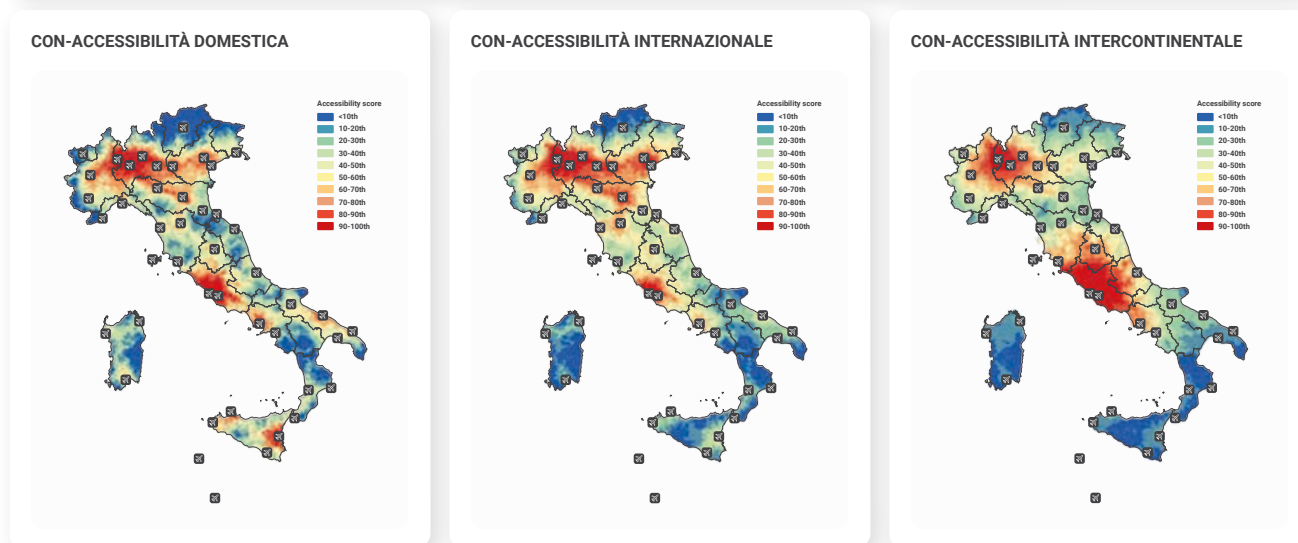 CON-ACCESSIBILITÀ DOMESTICA
Accessibility score
<10th
10-20th
20-30th
30-40th
40-50th
50-60th
60-70th
70-80th
80-90th
90-100th
CON-ACCESSIBILITÀ INTERNAZIONALE
Accessibility score
<10th
10-20th
20-30th
30-40th
40-50th
50-60th
60-70th
70-80th
80-90th
90-100th
CON-ACCESSIBILITÀ INTERCONTINENTALE
Accessibility score
<10th
10-20th
20-30th
30-40th
40-50th
50-60th
60-70th
70-80th
80-90th
90-100th